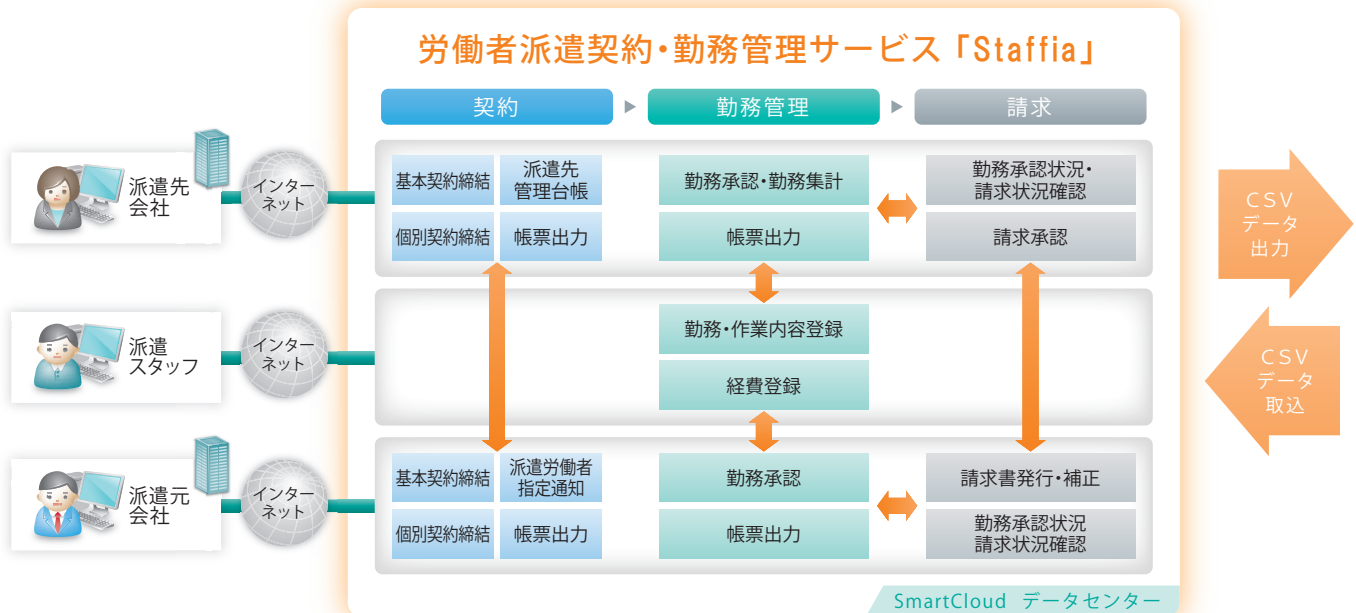 労働者派遣契約・勤務管理サービス「Staffia」
契約
勤務管理
請求
派遣先
会社
インター
ネット
基本契約締結
派遣先
管理台帳
個別契約締結
帳票出力
勤務承認・勤務集計
帳票出力
勤務承認状況・
請求状況確認
請求承認
派遣
スタッフ
インター
ネット
勤務・作業内容登録
経費登録
派遣元
会社
インター
ネット
基本契約締結
派遣労働者
指定通知
個別契約締結
帳票出力
勤務承認
帳票出力
請求書発行・補正
勤務承認状況
請求状況確認
CSV
データ
出力
CSV
データ
取込
SmartCloud データセンター